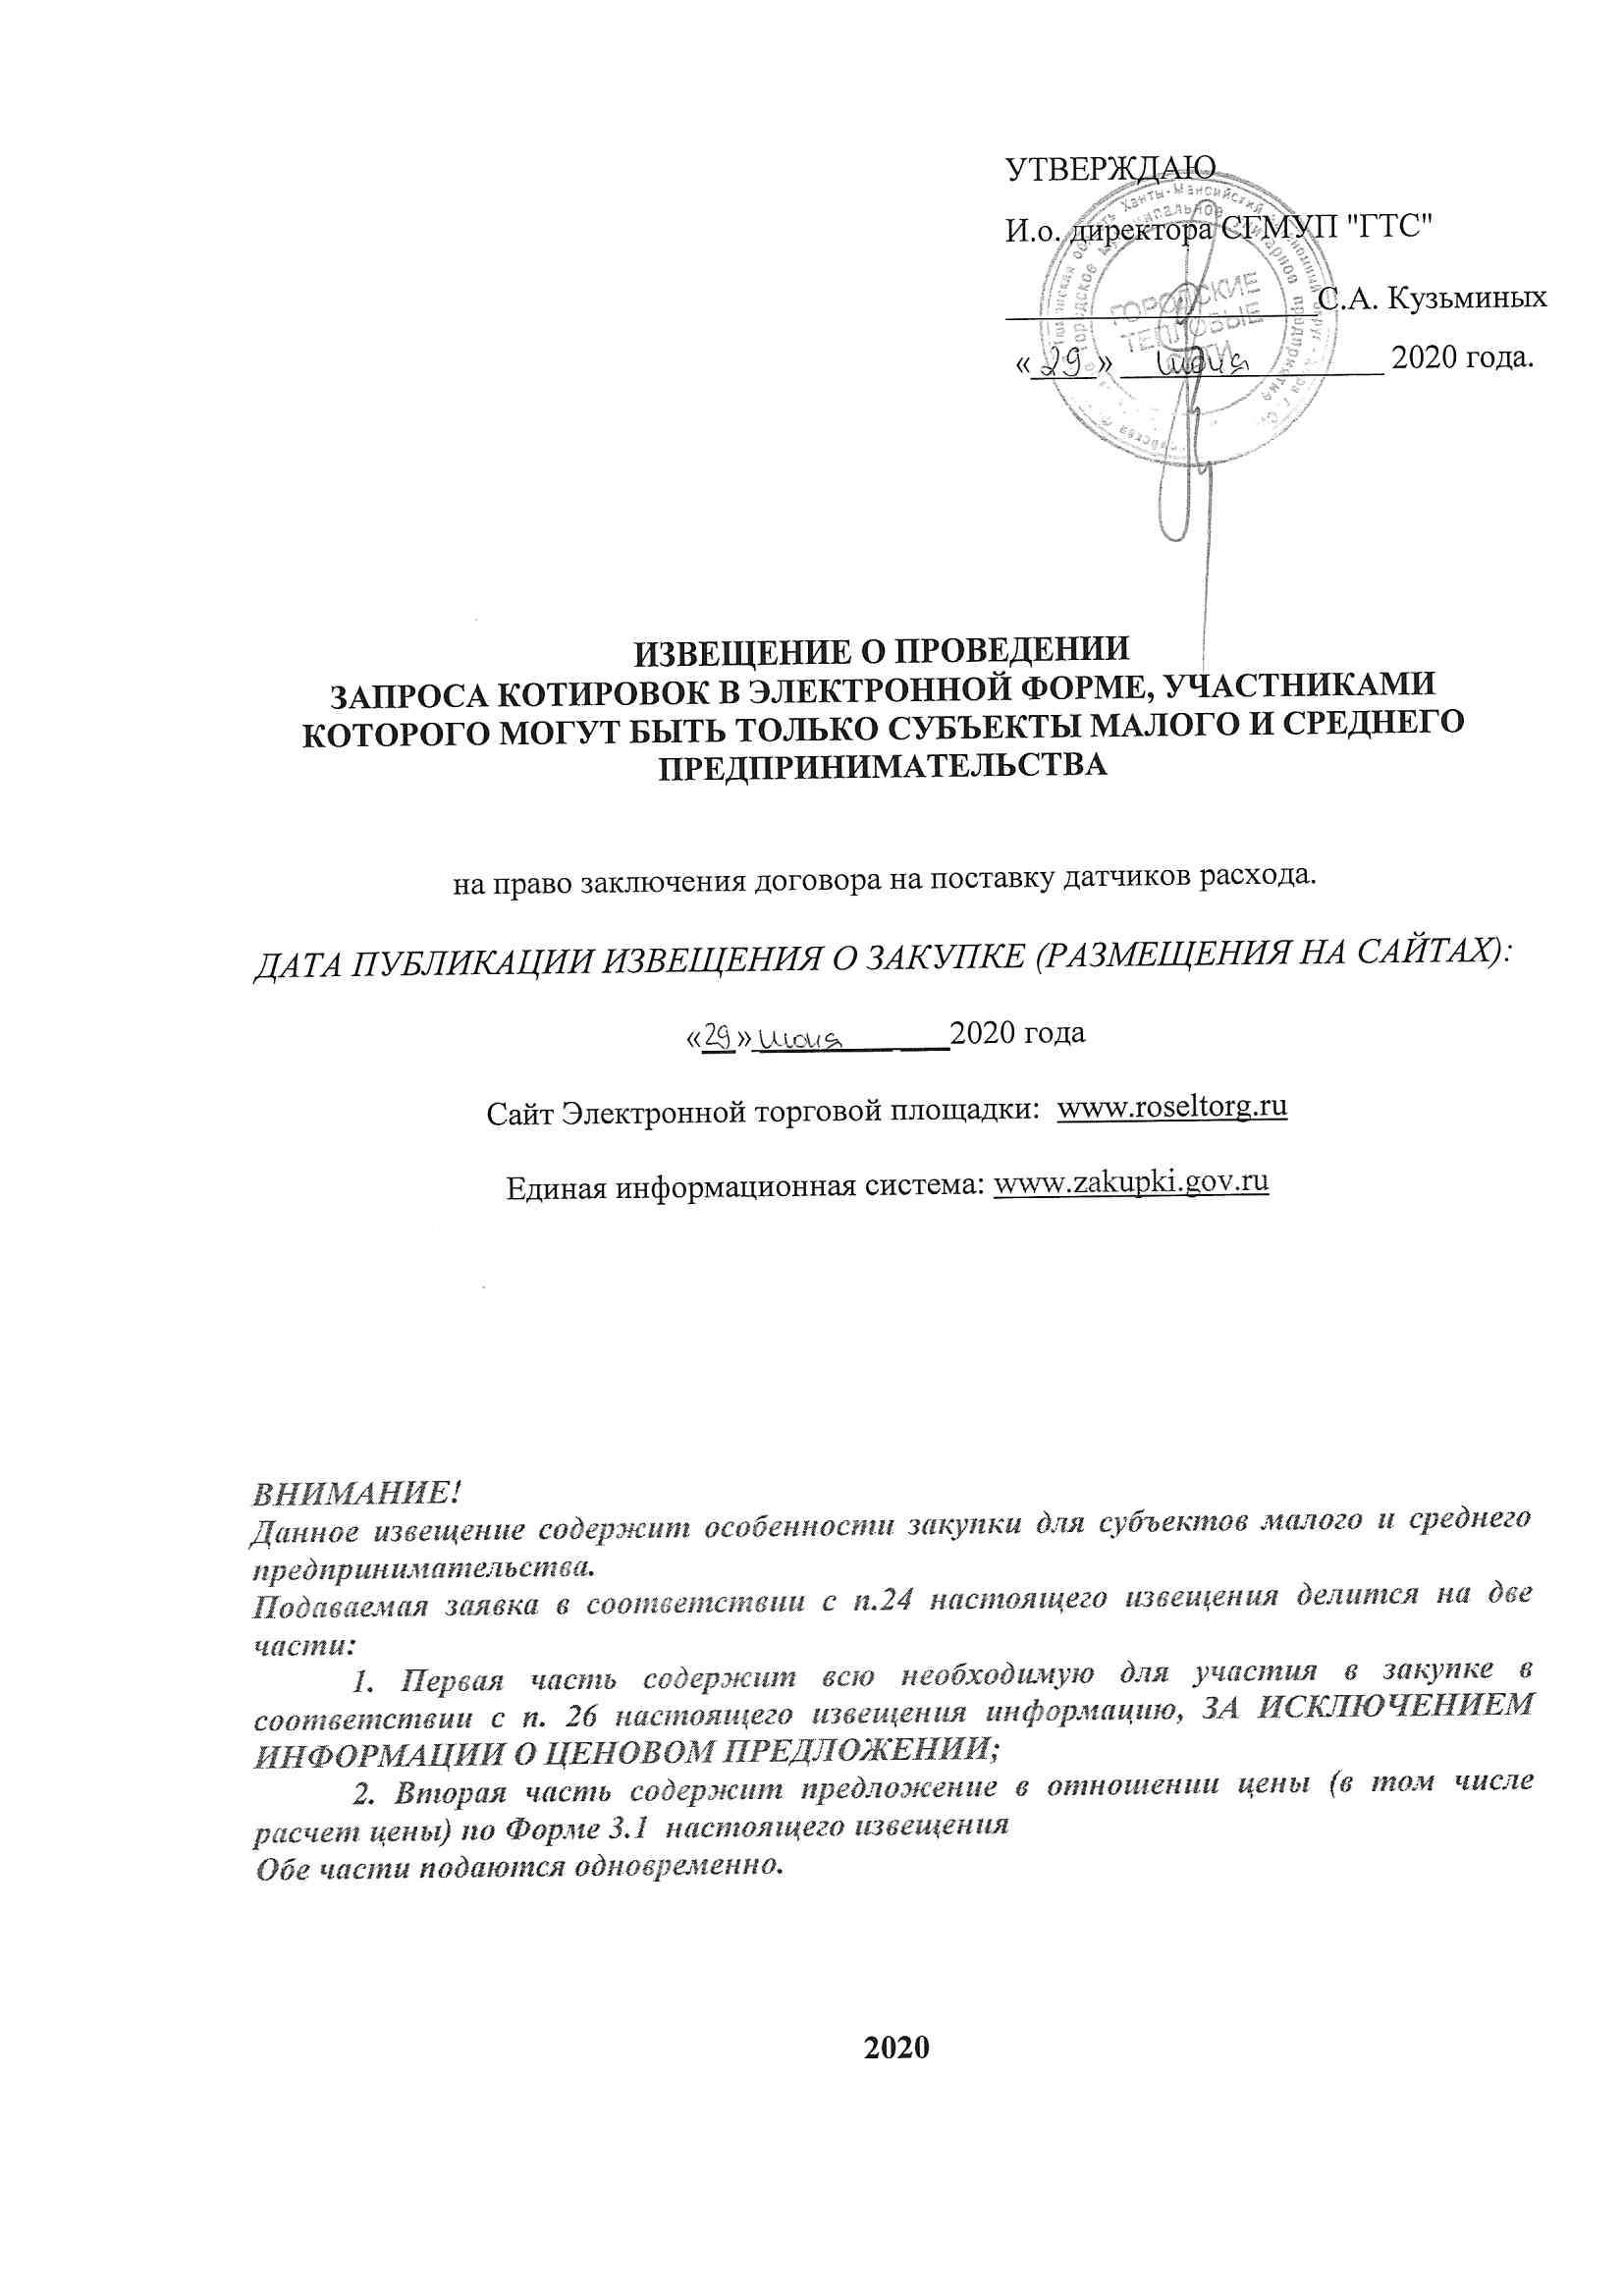 УТВЕРЖДАЮ
И.о. директора СГМУП "ГТС"
С.А. Кузьминых
«29» 2020 года.
ГОРОДСКИЕ
ТЕПЛОВЫЕ
СЕТИ
ИЗВЕЩЕНИЕ О ПРОВЕДЕНИИ
ЗАПРОСА КОТИРОВОК В ЭЛЕКТРОННОЙ ФОРМЕ, УЧАСТНИКАМИ
КОТОРОГО МОГУТ БЫТЬ ТОЛЬКО СУБЪЕКТЫ МАЛОГО И СРЕДНЕГО
ПРЕДПРИНИМАТЕЛЬСТВА
на право заключения договора на поставку датчиков расхода.
ДАТА ПУБЛИКАЦИИ ИЗВЕЩЕНИЯ О ЗАКУПКЕ (РАЗМЕЩЕНИЯ НА САЙТАХ):
«29» 2020 года
Сайт Электронной торговой площадки: www.roseltorg.ru
Единая информационная система: www.zakupki.gov.ru
ВНИМАНИЕ!
Данное извещение содержит особенности закупки для субъектов малого и среднего
предпринимательства.
Подаваемая заявка в соответствии с п.24 настоящего извещения делится на две
части:
1. Первая часть содержит всю необходимую для участия в закупке в
соответствии с п. 26 настоящего извещения информацию, ЗА ИСКЛЮЧЕНИЕМ
ИНФОРМАЦИИ О ЦЕНОВОМ ПРЕДЛОЖЕНИИ;
2. Вторая часть содержит предложение в отношении цены (в том числе
расчет цены) по Форме 3.1 настоящего извещения
Обе части подаются одновременно.
2020